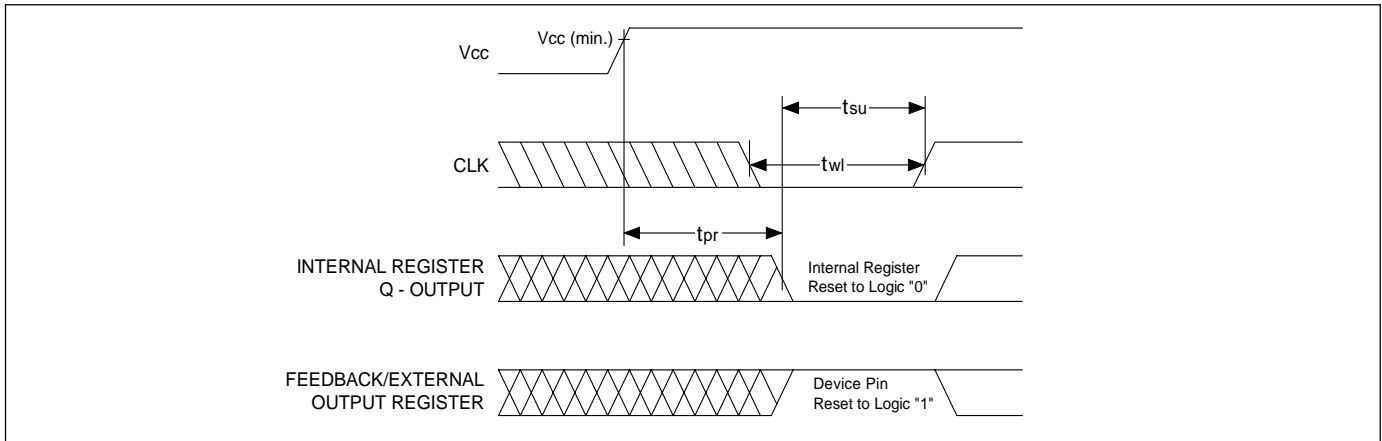 Vcc
Vcc (min.)
tsu
CLK
twl
tpr
INTERNAL REGISTER
Q - OUTPUT
Internal Register
Reset to Logic "0"
FEEDBACK/EXTERNAL
OUTPUT REGISTER
Device Pin
Reset to Logic "1"